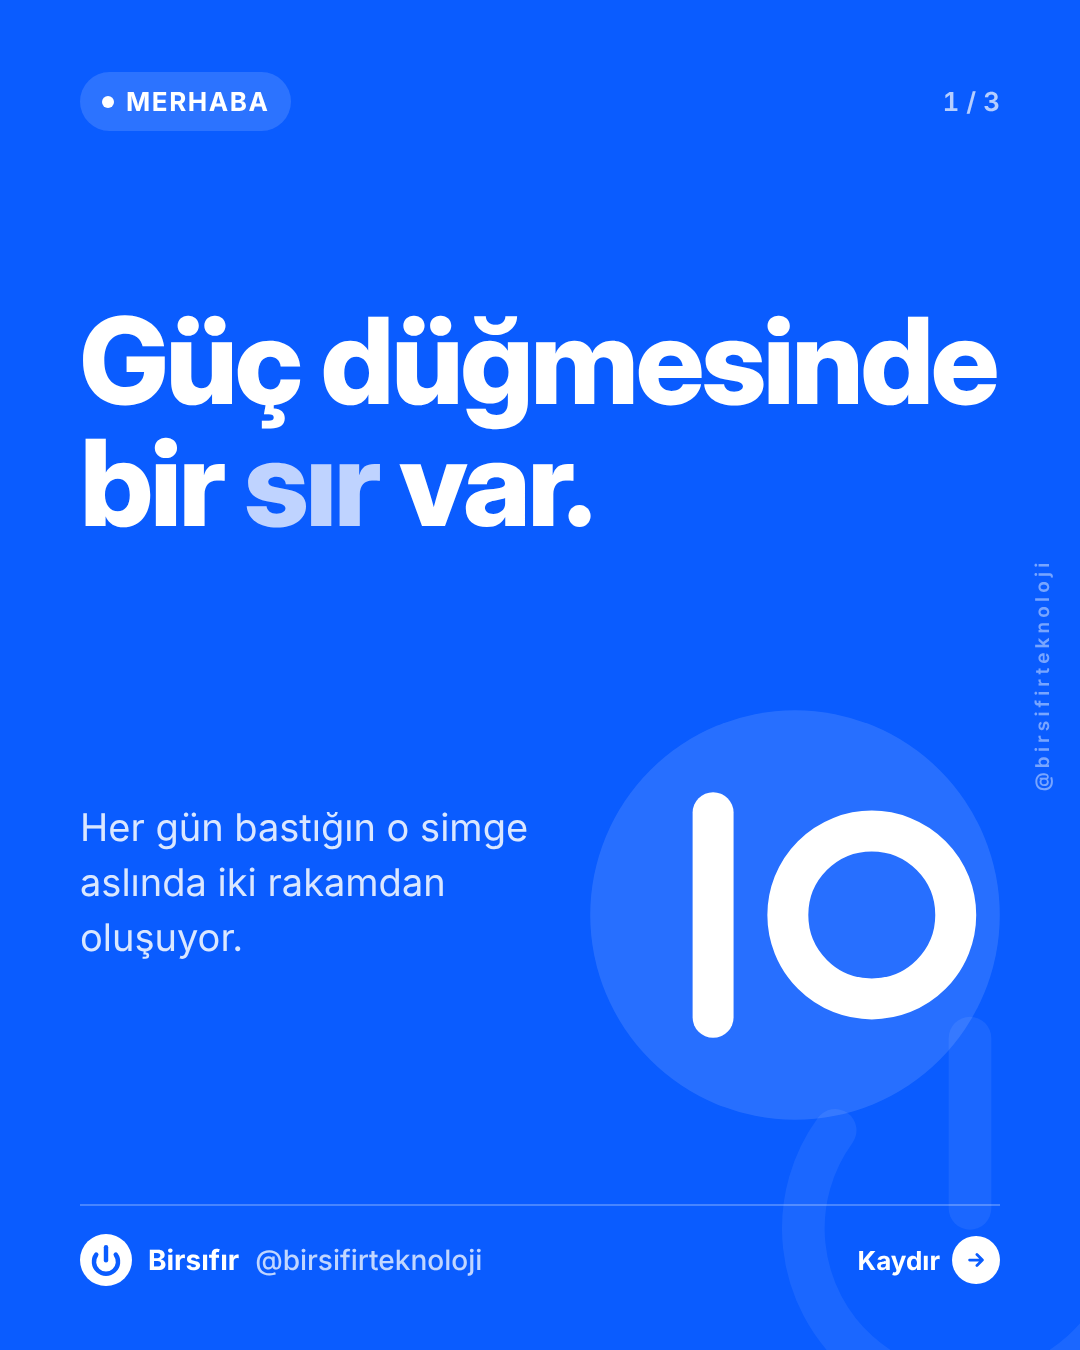 MERHABA
1 / 3
Güç düğmesinde
bir sır var.
@birsifirteknoloji
Her gün bastığın o simge
aslında iki rakamdan
oluşuyor.
10
Birsıfır @birsifirteknoloji
Kaydır